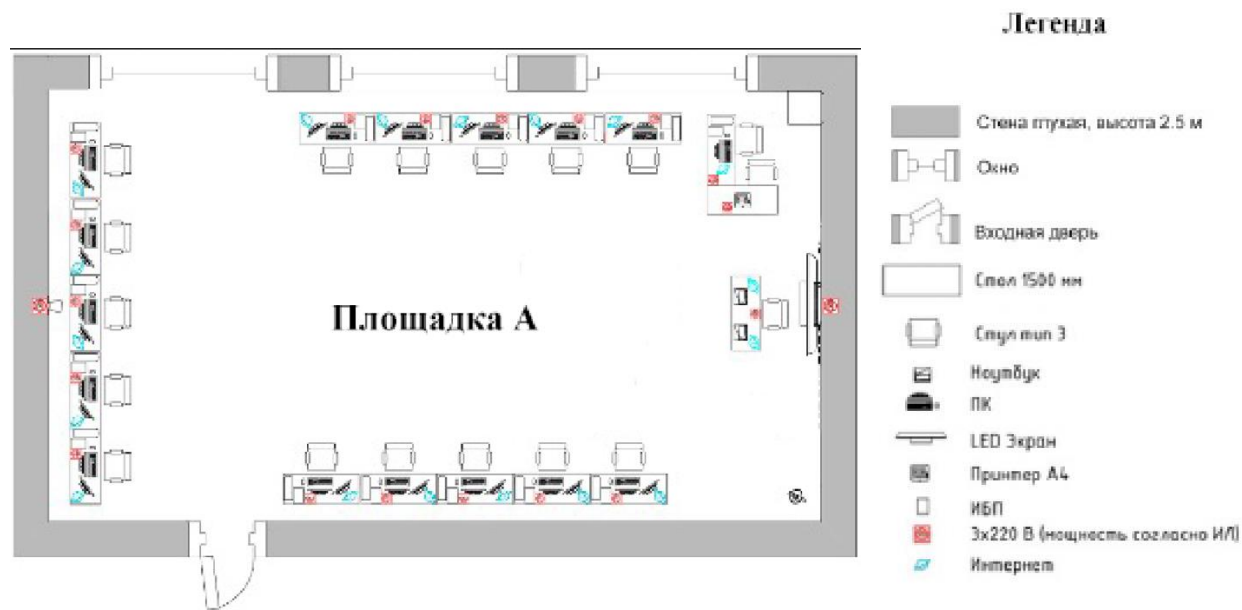 Легенда
Стена глухая, высота 2.5 м
Окно
Входная дверь
Стол 1500 мм
Площадка А
Стул тип 3
Ноутбук
ПК
LED Экран
Принтер А4
ИБП
3х220 В (мощность согласно ИЛ)
Интернет